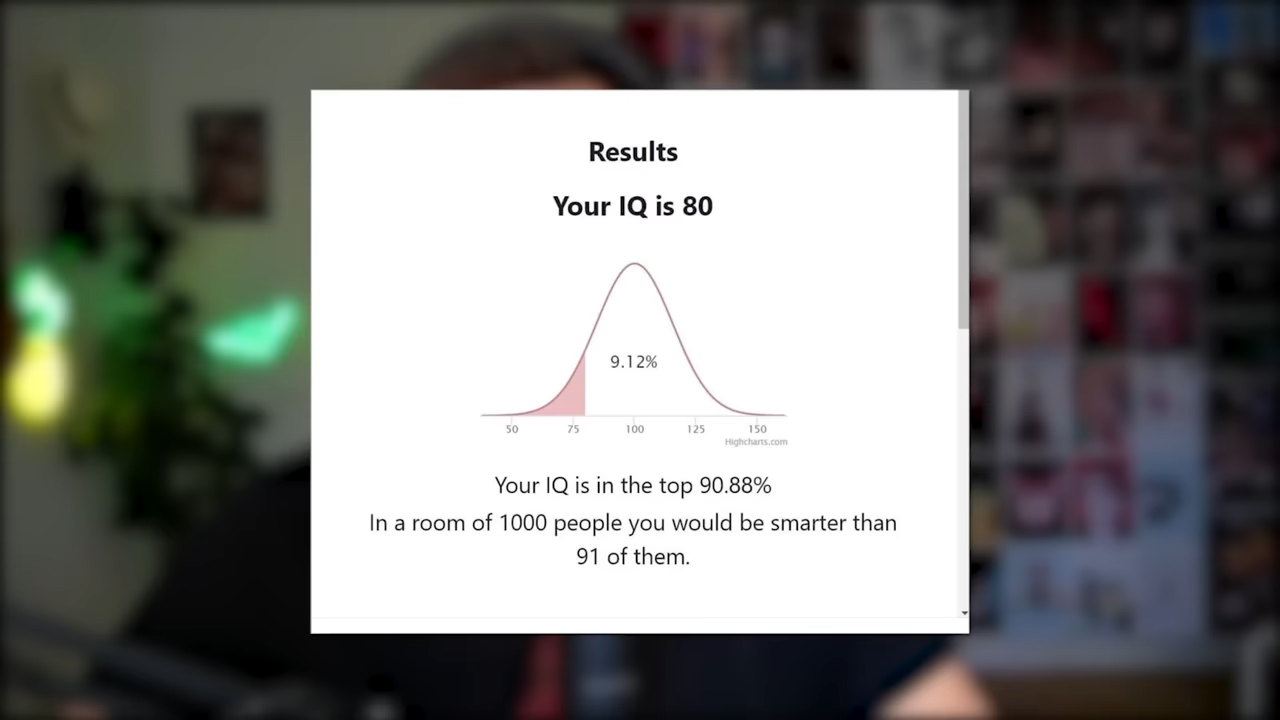 Results
Your IQ is 80
9.12%
50 75 100 125 150
Highcharts.com
Your IQ is in the top 90.88%
In a room of 1000 people you would be smarter than
91 of them.